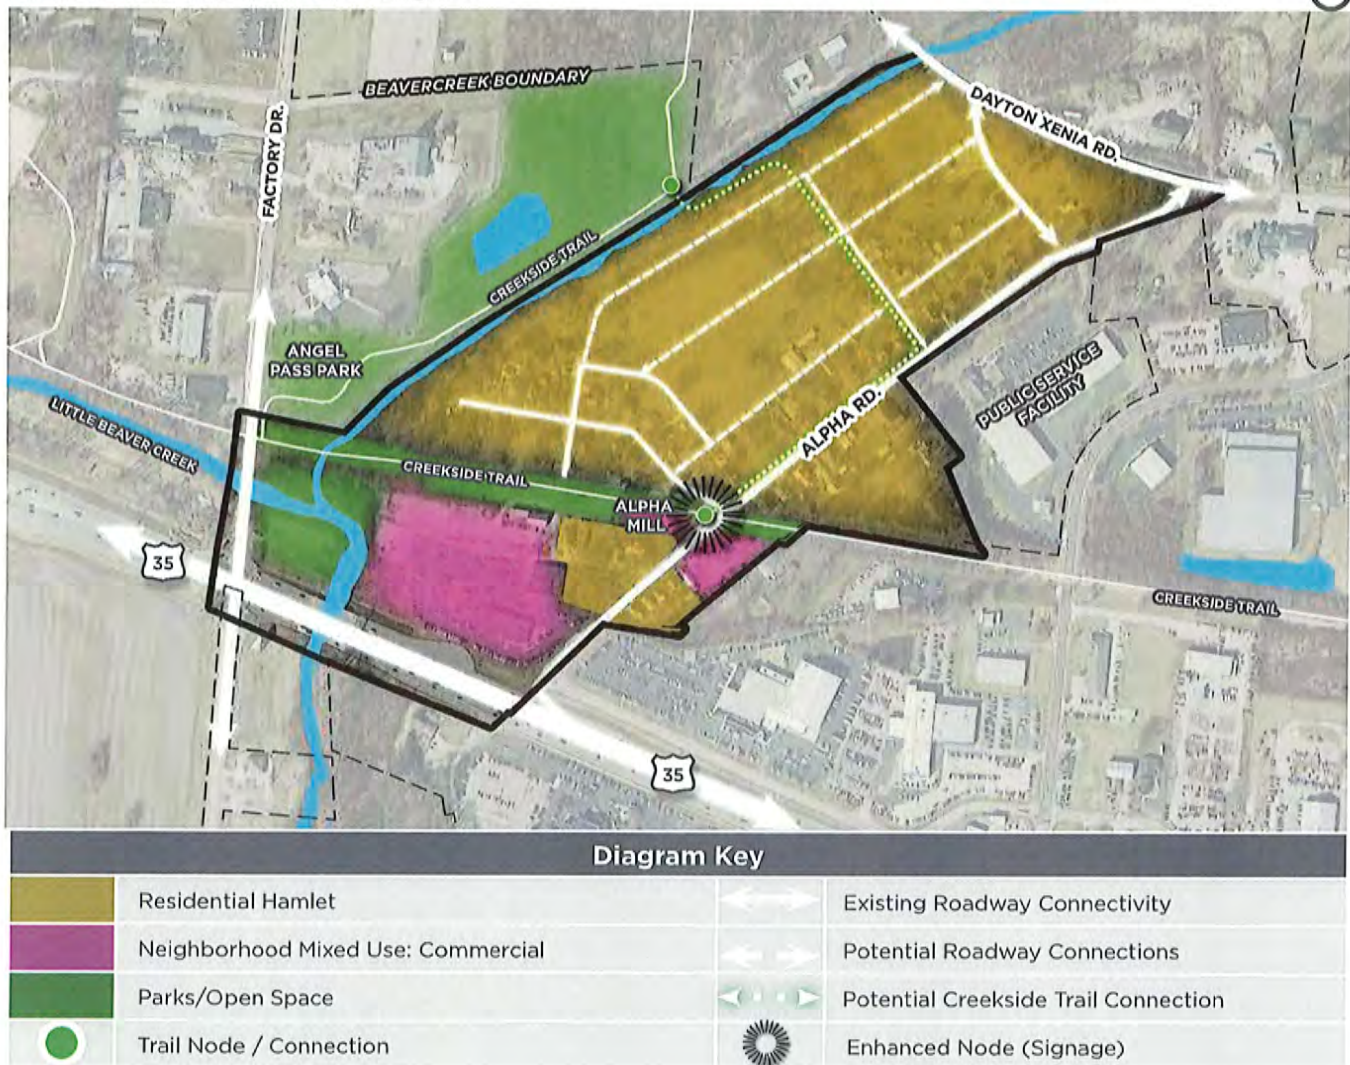 BEAVERCREEK BOUNDARY
FACTORY DR.
DAYTON XENIA RD.
CREEKSIDE TRAIL
ANGEL
PASS PARK
LITTLE BEAVER CREEK
CREEKSIDE TRAIL
ALPHA RD.
PUBLIC SERVICE
FACILITY
ALPHA
MILL
35
CREEKSIDE TRAIL
35
Diagram Key
Residential Hamlet
Existing Roadway Connectivity
Neighborhood Mixed Use: Commercial
Potential Roadway Connections
Parks/Open Space
Potential Creekside Trail Connection
Trail Node / Connection
Enhanced Node (Signage)